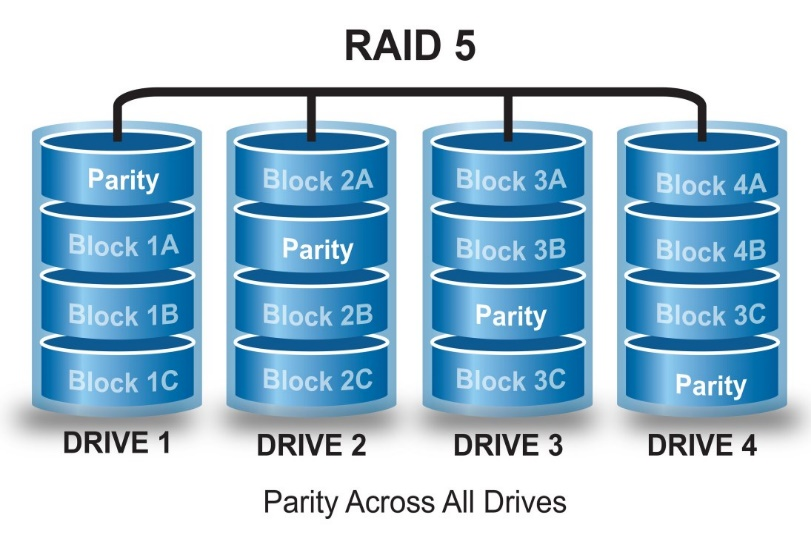 RAID 5
Parity
Block 2A
Block 3A
Block 4A
Block 1A
Parity
Block 3B
Block 4B
Block 1B
Block 2B
Parity
Block 3C
Block 1C
Block 2C
Block 3C
Parity
DRIVE 1
DRIVE 2
DRIVE 3
DRIVE 4
Parity Across All Drives